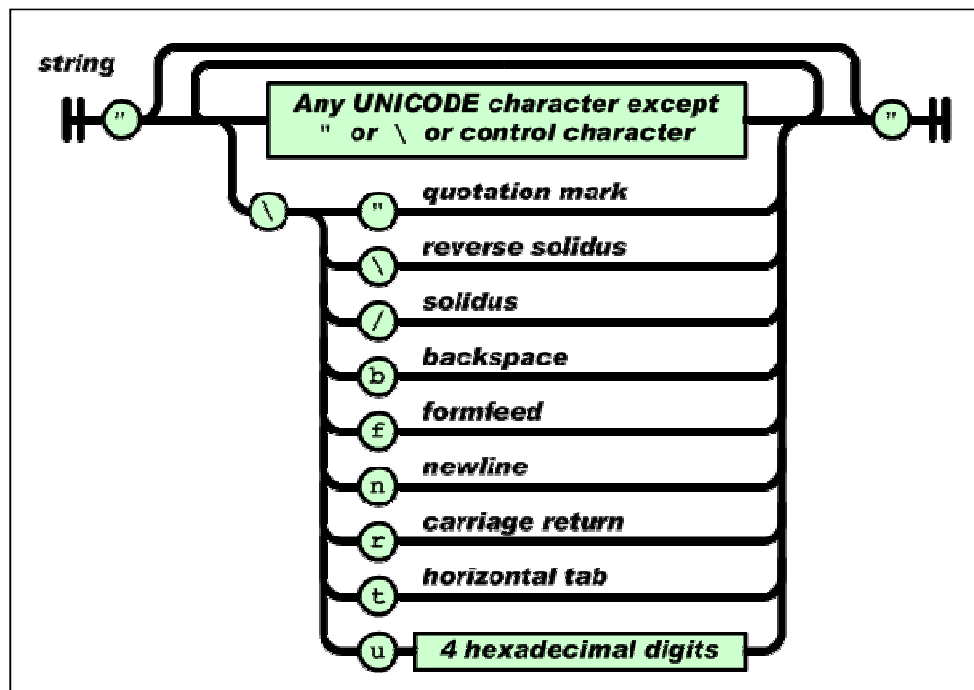 string
"
Any UNICODE character except
" or \ or control character
"
\
" quotation mark
\ reverse solidus
/ solidus
b backspace
f formfeed
n newline
r carriage return
t horizontal tab
u 4 hexadecimal digits